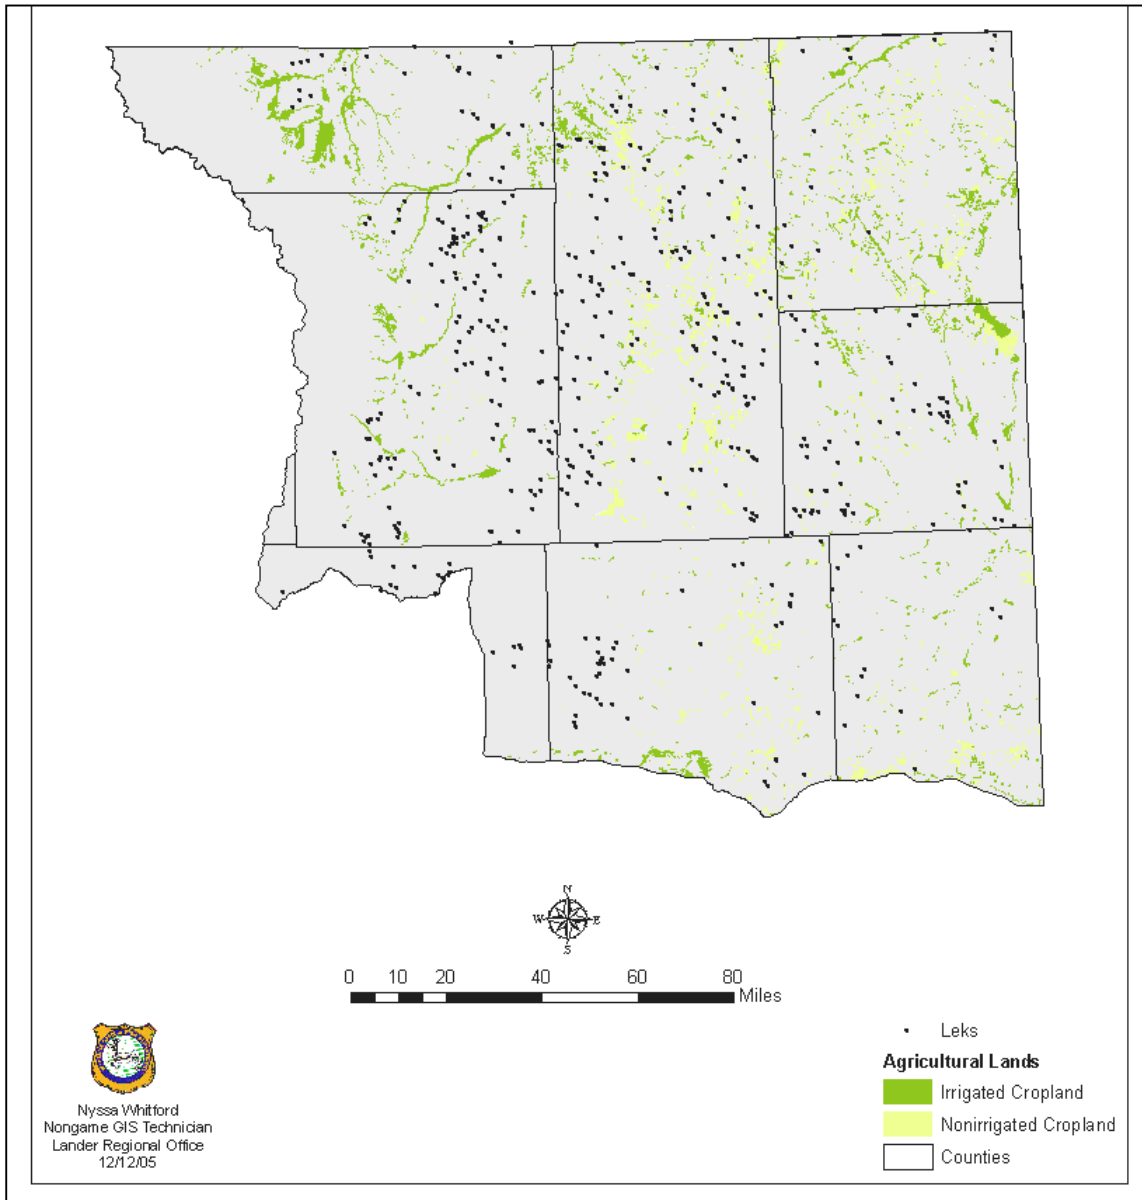 N
W E
S
0 10 20 40 60 80
Miles
Leks
Agricultural Lands
Irrigated Cropland
Nonirrigated Cropland
Counties
Nyssa Whitford
Nongame GIS Technician
Lander Regional Office
12/12/05